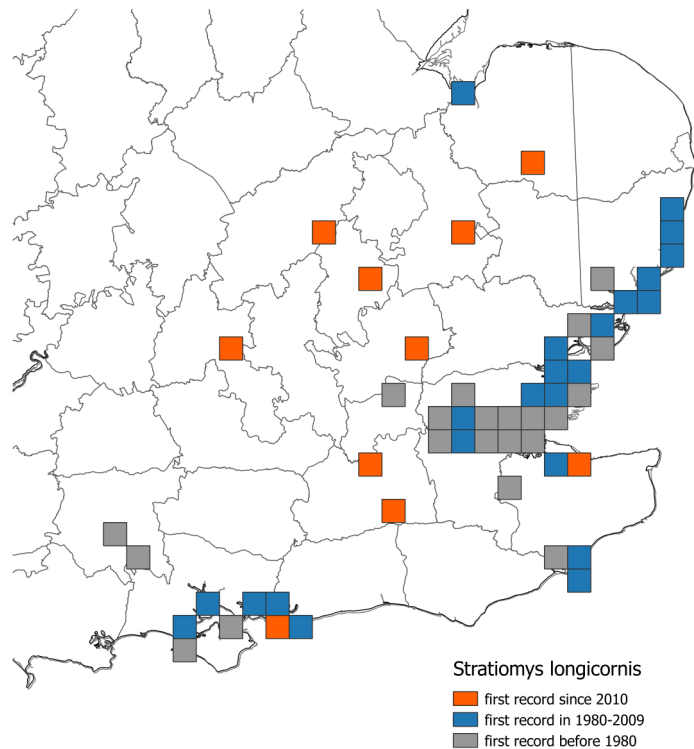 Stratiomys longicornis
first record since 2010
first record in 1980-2009
first record before 1980